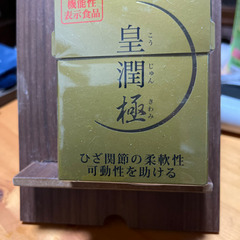 機能性
表示食品
皇潤極
こうじゅんきわみ
ひざ関節の柔軟性
可動性を助ける